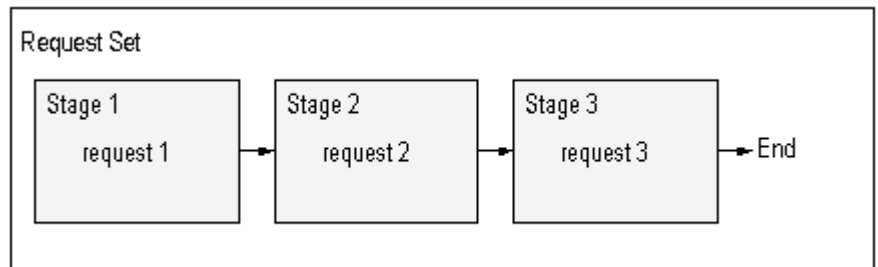 Request Set
Stage 1
request 1
Stage 2
request 2
Stage 3
request 3
End